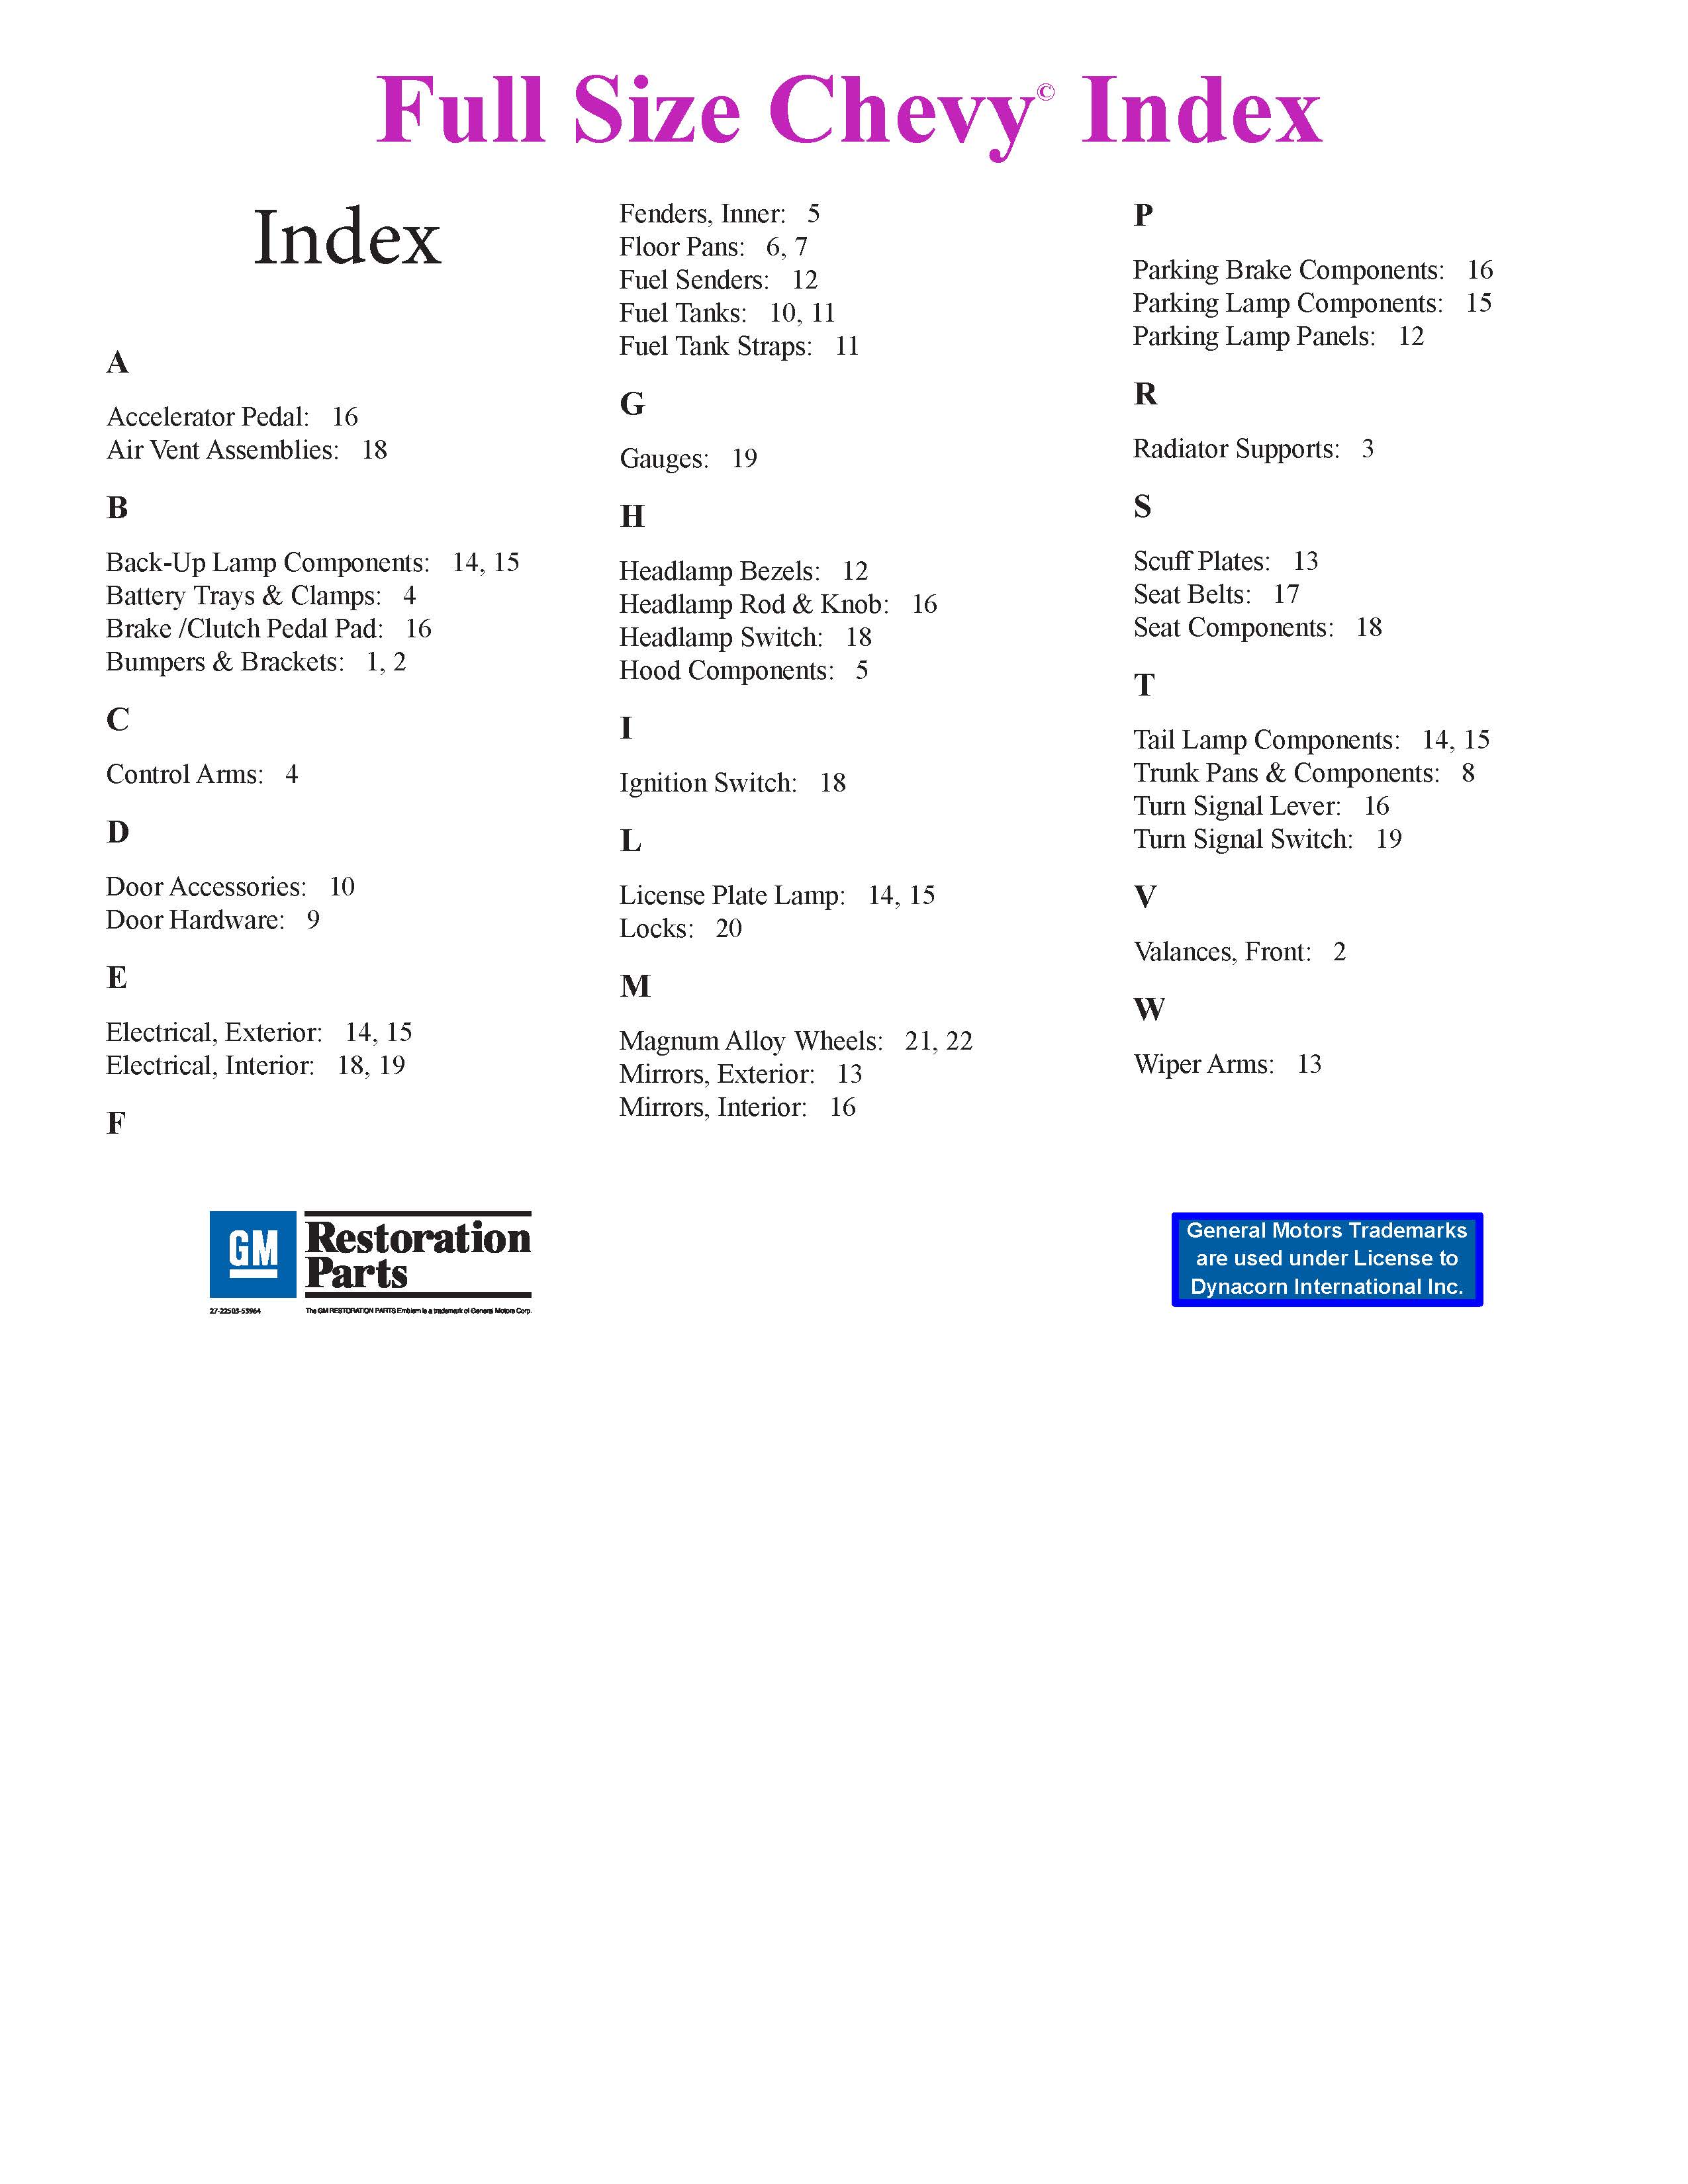 Full Size Chevy© Index
Index
A
Accelerator Pedal: 16
Air Vent Assemblies: 18
B
Back-Up Lamp Components: 14, 15
Battery Trays & Clamps: 4
Brake /Clutch Pedal Pad: 16
Bumpers & Brackets: 1, 2
C
Control Arms: 4
D
Door Accessories: 10
Door Hardware: 9
E
Electrical, Exterior: 14, 15
Electrical, Interior: 18, 19
F
Fenders, Inner: 5
Floor Pans: 6, 7
Fuel Senders: 12
Fuel Tanks: 10, 11
Fuel Tank Straps: 11
G
Gauges: 19
H
Headlamp Bezels: 12
Headlamp Rod & Knob: 16
Headlamp Switch: 18
Hood Components: 5
I
Ignition Switch: 18
L
License Plate Lamp: 14, 15
Locks: 20
M
Magnum Alloy Wheels: 21, 22
Mirrors, Exterior: 13
Mirrors, Interior: 16
P
Parking Brake Components: 16
Parking Lamp Components: 15
Parking Lamp Panels: 12
R
Radiator Supports: 3
S
Scuff Plates: 13
Seat Belts: 17
Seat Components: 18
T
Tail Lamp Components: 14, 15
Trunk Pans & Components: 8
Turn Signal Lever: 16
Turn Signal Switch: 19
V
Valances, Front: 2
W
Wiper Arms: 13
GM
Restoration
Parts
27-22503-53964
The GM RESTORATION PARTS Emblem is a trademark of General Motors Corp.
General Motors Trademarks
are used under License to
Dynacorn International Inc.